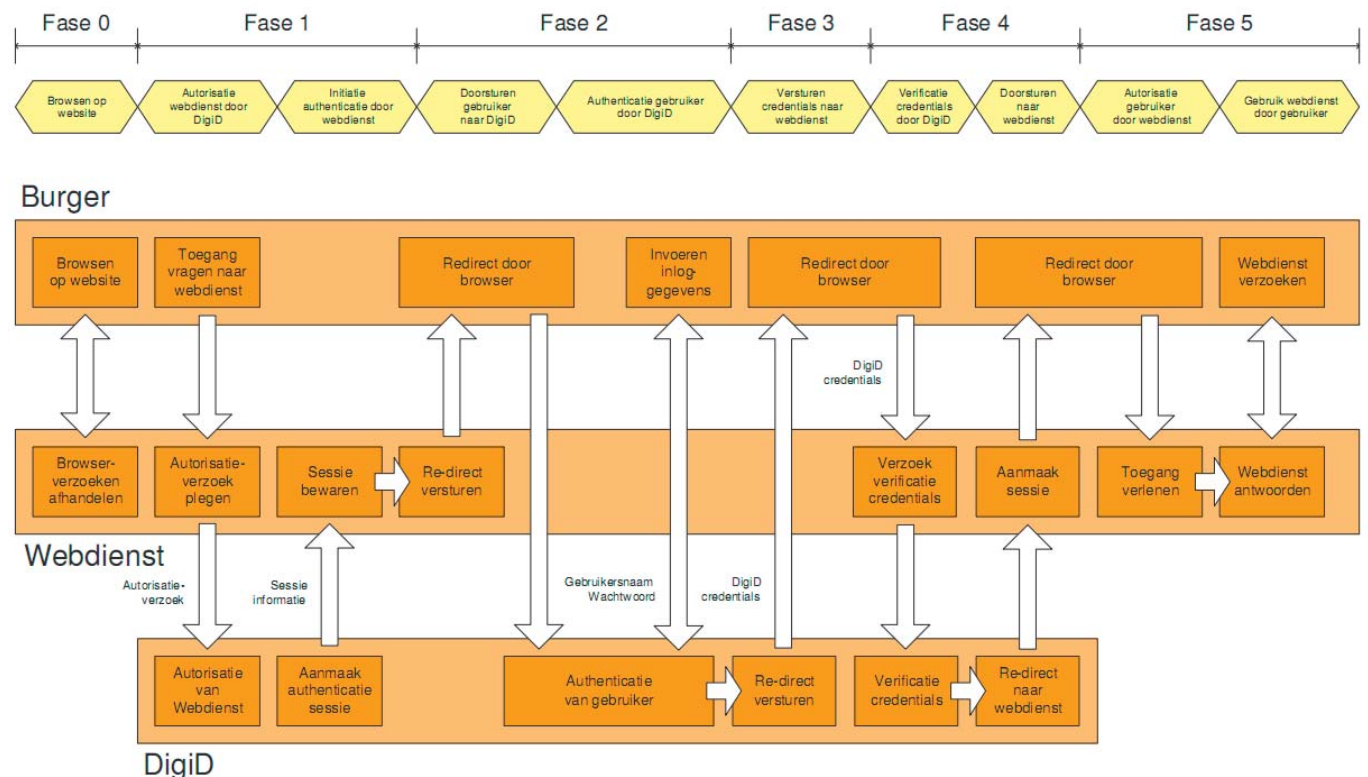 Fase 0
Fase 1
Fase 2
Fase 3
Fase 4
Fase 5
Browsen op
website
Autorisatie
webdienst door
DigiD
Initiatie
authenticatie door
webdienst
Doorsturen
gebruiker
naar DigiD
Authenticatie gebruiker
door DigiD
Versturen
credentials naar
webdienst
Verificatie
credentials
door DigiD
Doorsturen
naar
webdienst
Autorisatie
gebruiker
door webdienst
Gebruik webdienst
door gebruiker
Burger
Browsen
op website
Toegang
vragen naar
webdienst
Redirect door
browser
Invoeren
inlog-
gegevens
Redirect door
browser
Redirect door
browser
Webdienst
verzoeken
DigiD
credentials
Browser-
verzoeken
afhandelen
Autorisatie-
verzoek
plegen
Sessie
bewaren
Re-direct
versturen
Verzoek
verificatie
credentials
Aanmaak
sessie
Toegang
verlenen
Webdienst
antwoorden
Webdienst
Autorisatie-
verzoek
Sessie
informatie
Gebruikersnaam
Wachtwoord
DigiD
credentials
Autorisatie
van
Webdienst
Aanmaak
authenticatie
sessie
Authenticatie
van gebruiker
Re-direct
versturen
Verificatie
credentials
Re-direct
naar
webdienst
DigiD